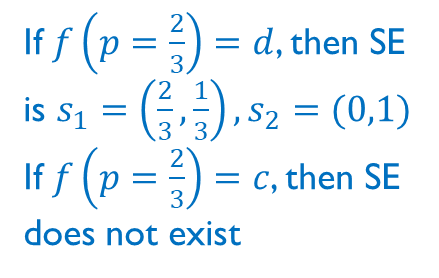 If f(p = 2/3) = d, then SE
is s₁ = (2/3, 1/3), s₂ = (0,1)
If f(p = 2/3) = c, then SE
does not exist